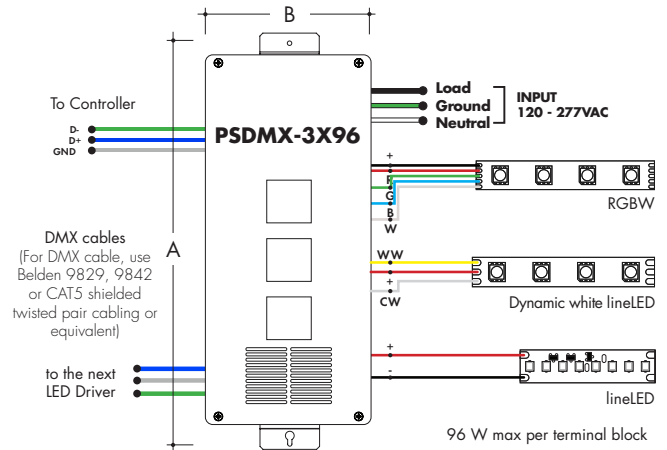 B
To Controller
D-
D+
GND
PSDMX-3X96
Load
Ground
Neutral
INPUT
120 - 277VAC
+
R
G
B
W
RGBW
A
DMX cables
(For DMX cable, use
Belden 9829, 9842
or CAT5 shielded
twisted pair cabling or
equivalent)
WW
+
CW
Dynamic white lineLED
to the next
LED Driver
+
-
lineLED
96 W max per terminal block